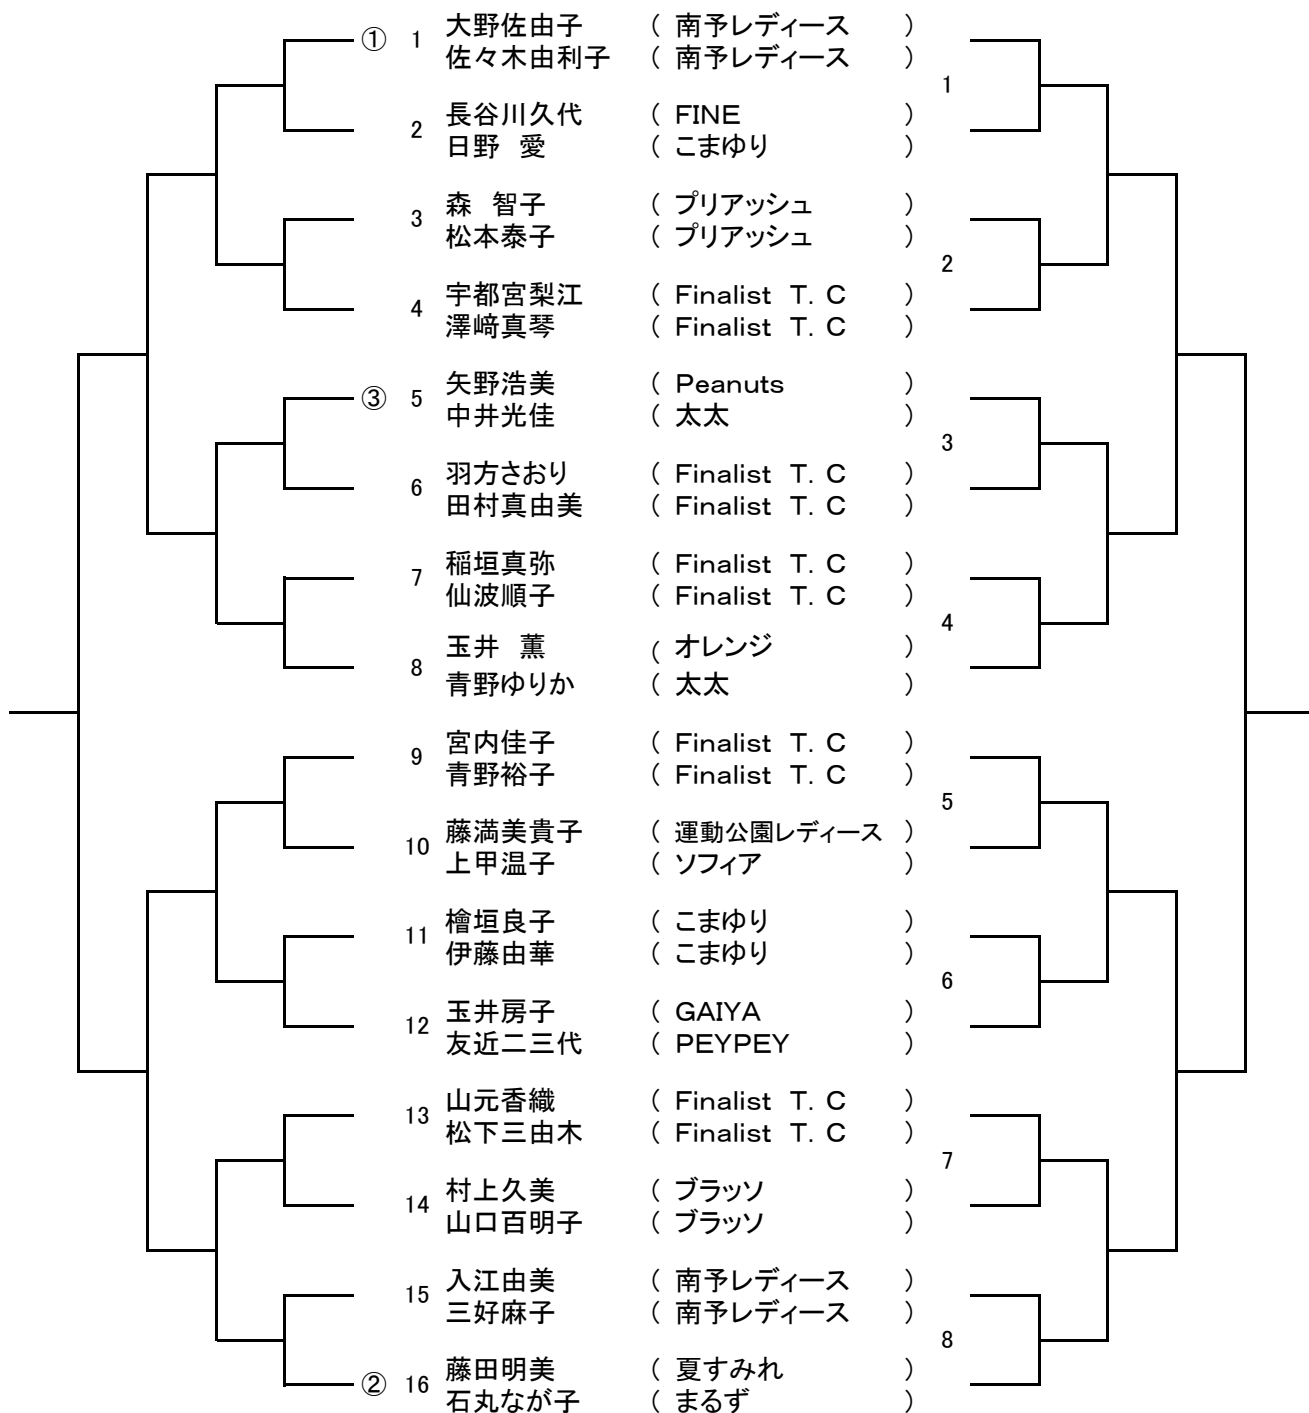 ① 1 大野佐由子 ( 南予レディース )
佐々木由利子 ( 南予レディース )
1
2 長谷川久代 ( FINE )
日野 愛 ( こまゆり )
3 森 智子 ( プリアッシュ )
松本泰子 ( プリアッシュ )
2
4 宇都宮梨江 ( Finalist T. C )
澤﨑真琴 ( Finalist T. C )
③ 5 矢野浩美 ( Peanuts )
中井光佳 ( 太太 )
3
6 羽方さおり ( Finalist T. C )
田村真由美 ( Finalist T. C )
7 稲垣真弥 ( Finalist T. C )
仙波順子 ( Finalist T. C )
4
8 玉井 薫 ( オレンジ )
青野ゆりか ( 太太 )
9 宮内佳子 ( Finalist T. C )
青野裕子 ( Finalist T. C )
5
10 藤満美貴子 ( 運動公園レディース )
上甲温子 ( ソフィア )
11 檜垣良子 ( こまゆり )
伊藤由華 ( こまゆり )
6
12 玉井房子 ( GAIYA )
友近二三代 ( PEYPEY )
13 山元香織 ( Finalist T. C )
松下三由木 ( Finalist T. C )
7
14 村上久美 ( ブラッソ )
山口百明子 ( ブラッソ )
15 入江由美 ( 南予レディース )
三好麻子 ( 南予レディース )
8
② 16 藤田明美 ( 夏すみれ )
石丸なが子 ( まるず )